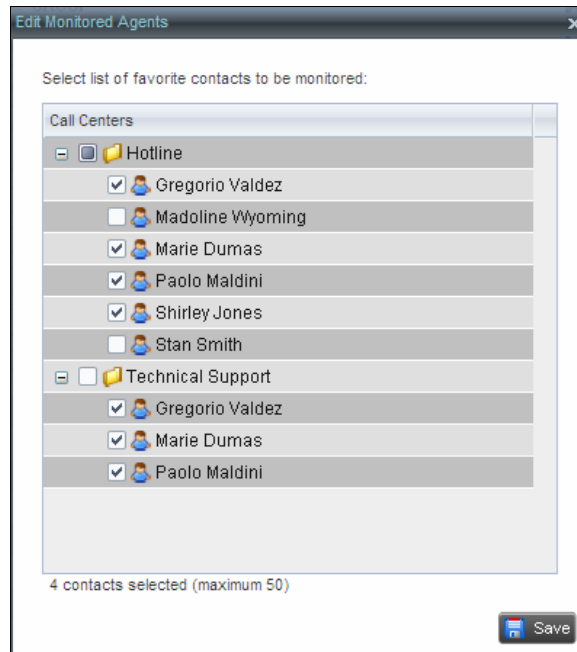 Edit Monitored Agents
Select list of favorite contacts to be monitored:
Call Centers
Hotline
Gregorio Valdez
Madoline Wyoming
Marie Dumas
Paolo Maldini
Shirley Jones
Stan Smith
Technical Support
Gregorio Valdez
Marie Dumas
Paolo Maldini
4 contacts selected (maximum 50)
Save